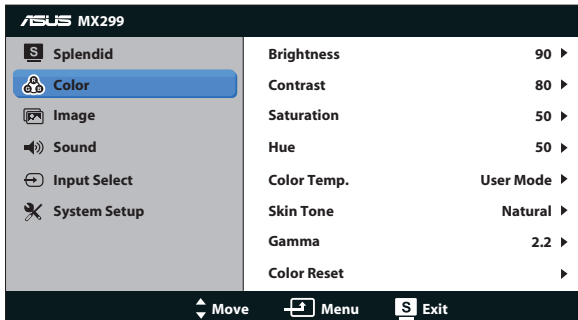 ASUS MX299
S Splendid
Color
Image
Sound
Input Select
System Setup
Brightness 90
Contrast 80
Saturation 50
Hue 50
Color Temp. User Mode
Skin Tone Natural
Gamma 2.2
Color Reset
Move Menu S Exit